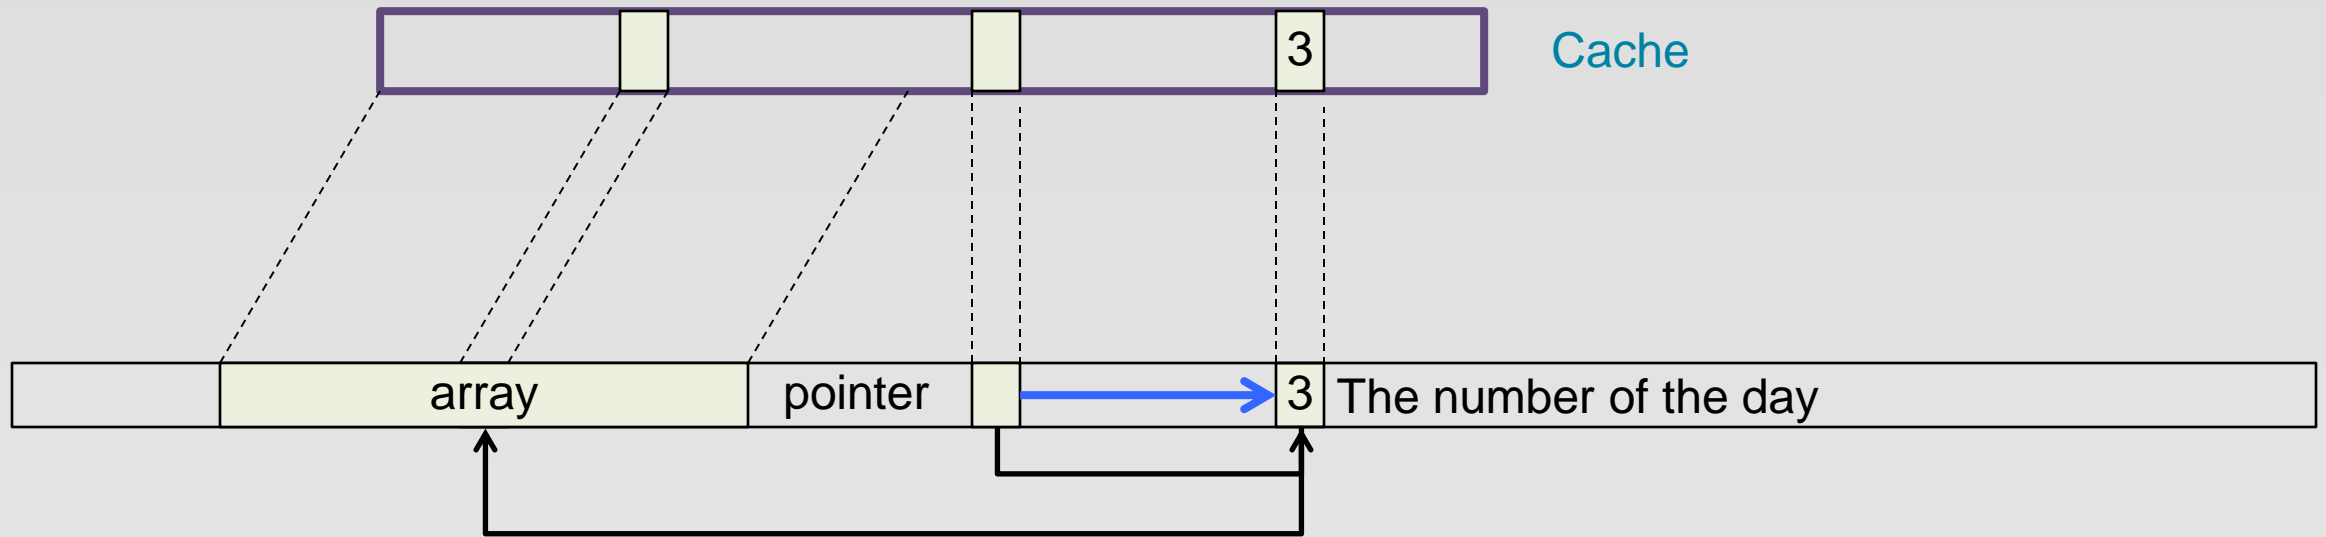 3
Cache
array
pointer
3
The number of the day